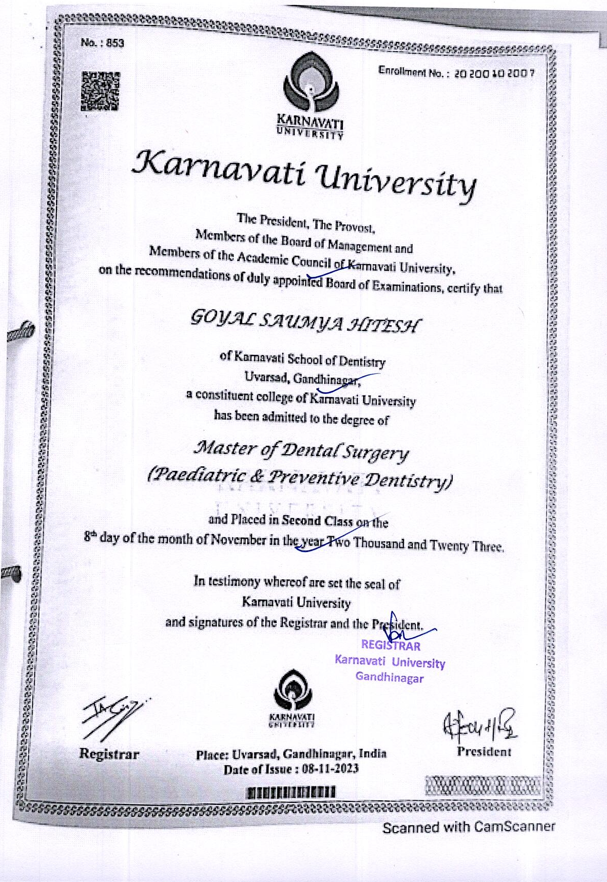 No. : 853
Enrollment No. : 20 200 10 2007
KARNAVATI
UNIVERSITY
Karnavati University
The President, The Provost,
Members of the Board of Management and
Members of the Academic Council of Karnavati University,
on the recommendations of duly appointed Board of Examinations, certify that
GOYAL SAUMYA HITESH
of Karnavati School of Dentistry
Uvarsad, Gandhinagar,
a constituent college of Karnavati University
has been admitted to the degree of
Master of Dental Surgery
(Paediatric & Preventive Dentistry)
and Placed in Second Class on the
8th day of the month of November in the year Two Thousand and Twenty Three.
In testimony whereof are set the seal of
Karnavati University
and signatures of the Registrar and the President.
REGISTRAR
Karnavati University
Gandhinagar
KARNAVATI
UNIVERSITY
Registrar
Place: Uvarsad, Gandhinagar, India
Date of Issue : 08-11-2023
President
Scanned with CamScanner